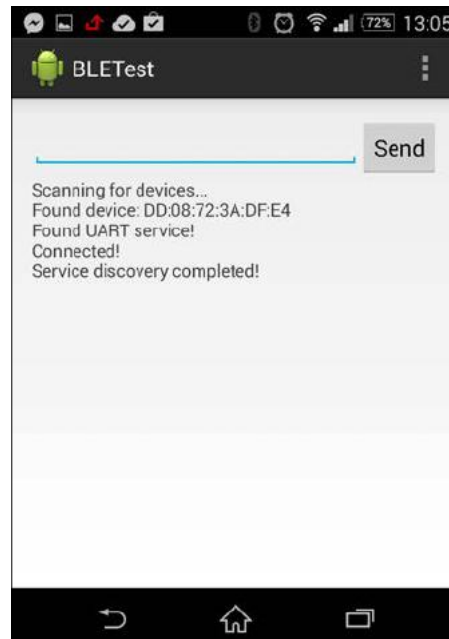 72% 13:05
BLETest
Send
Scanning for devices...
Found device: DD:08:72:3A:DF:E4
Found UART service!
Connected!
Service discovery completed!